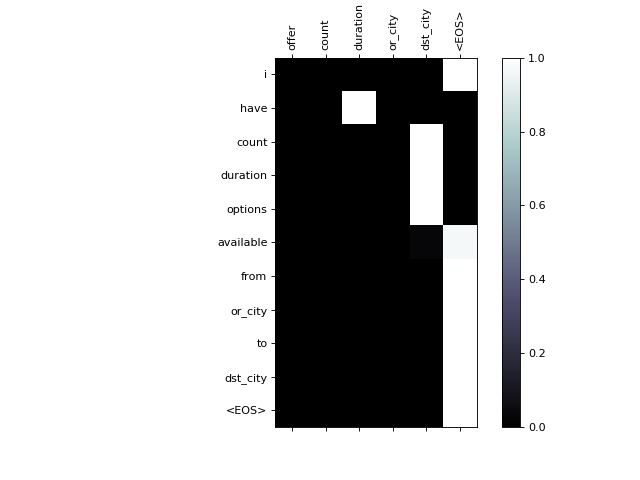 offer count duration or_city dst_city <EOS>
i
have
count
duration
options
available
from
or_city
to
dst_city
<EOS>
1.0
0.8
0.6
0.4
0.2
0.0